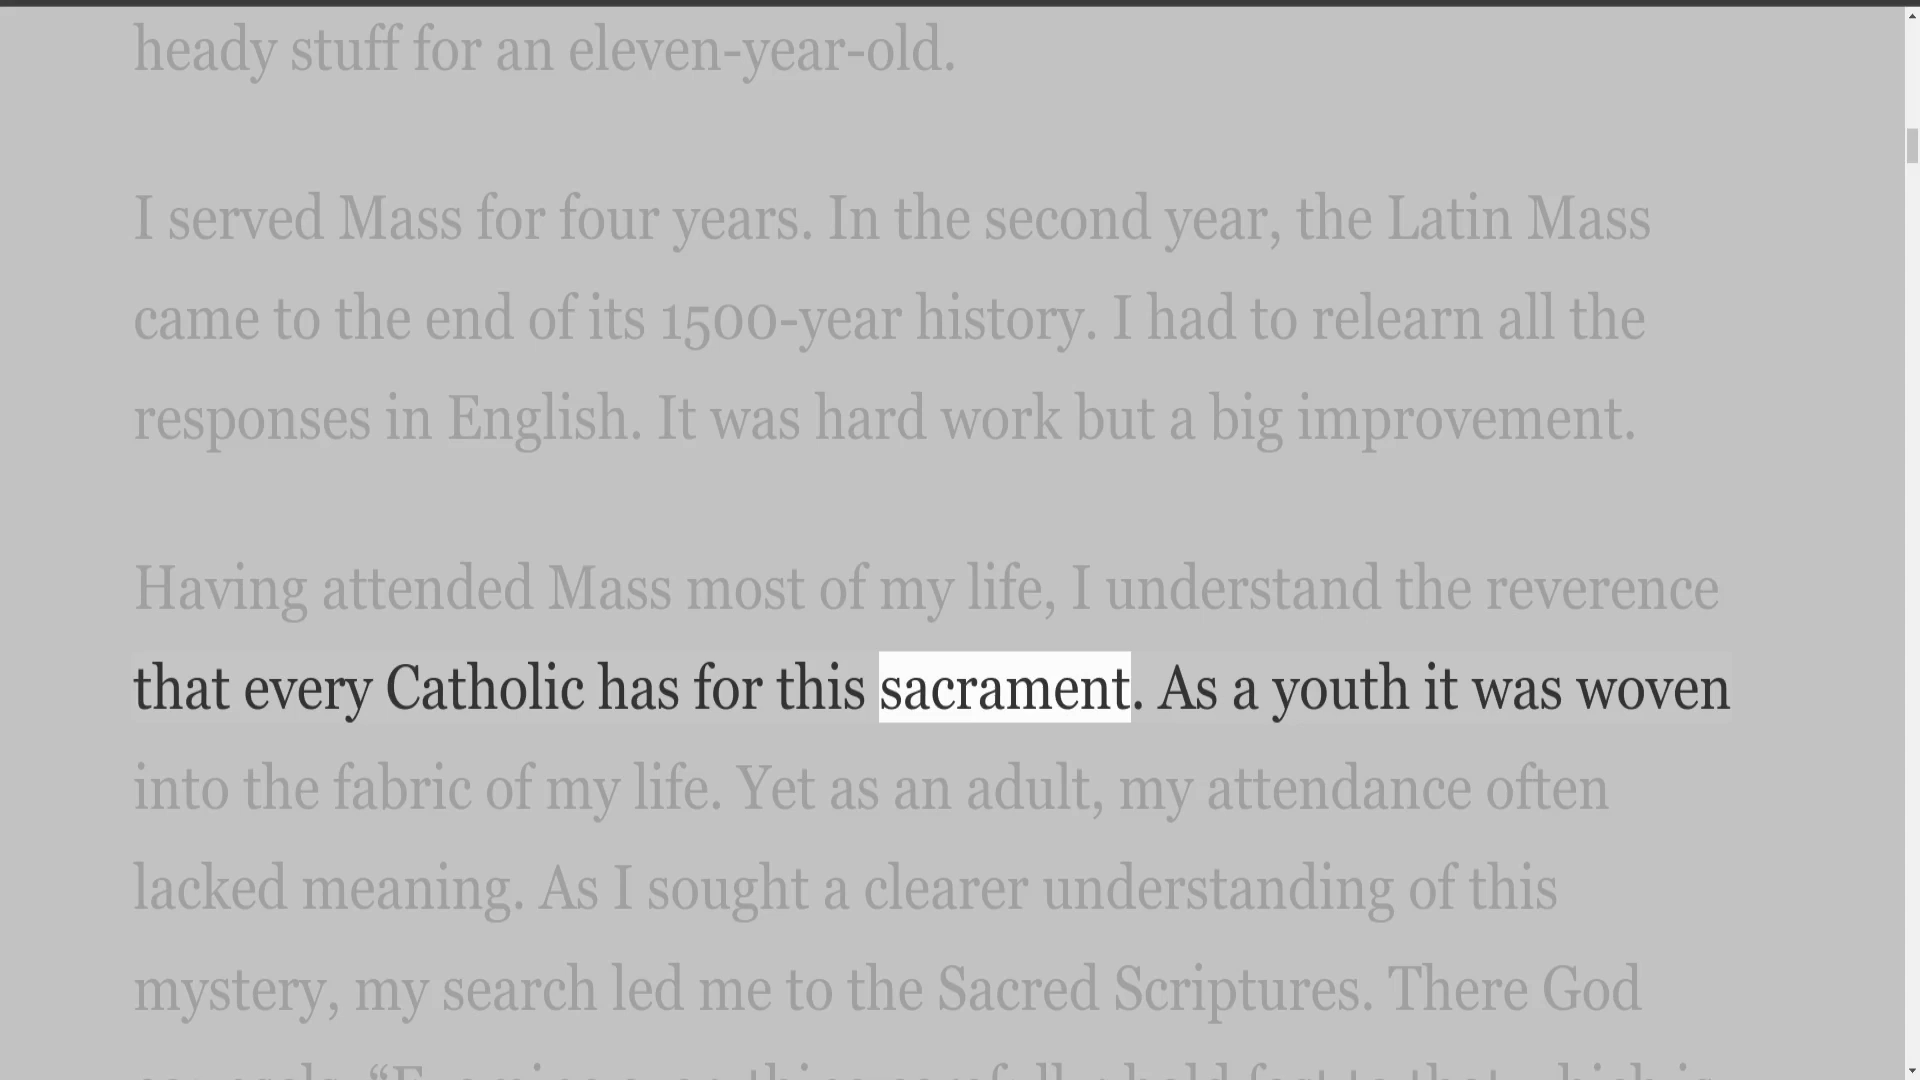 heady stuff for an eleven-year-old.
I served Mass for four years. In the second year, the Latin Mass
came to the end of its 1500-year history. I had to relearn all the
responses in English. It was hard work but a big improvement.
Having attended Mass most of my life, I understand the reverence
that every Catholic has for this sacrament. As a youth it was woven
into the fabric of my life. Yet as an adult, my attendance often
lacked meaning. As I sought a clearer understanding of this
mystery, my search led me to the Sacred Scriptures. There God